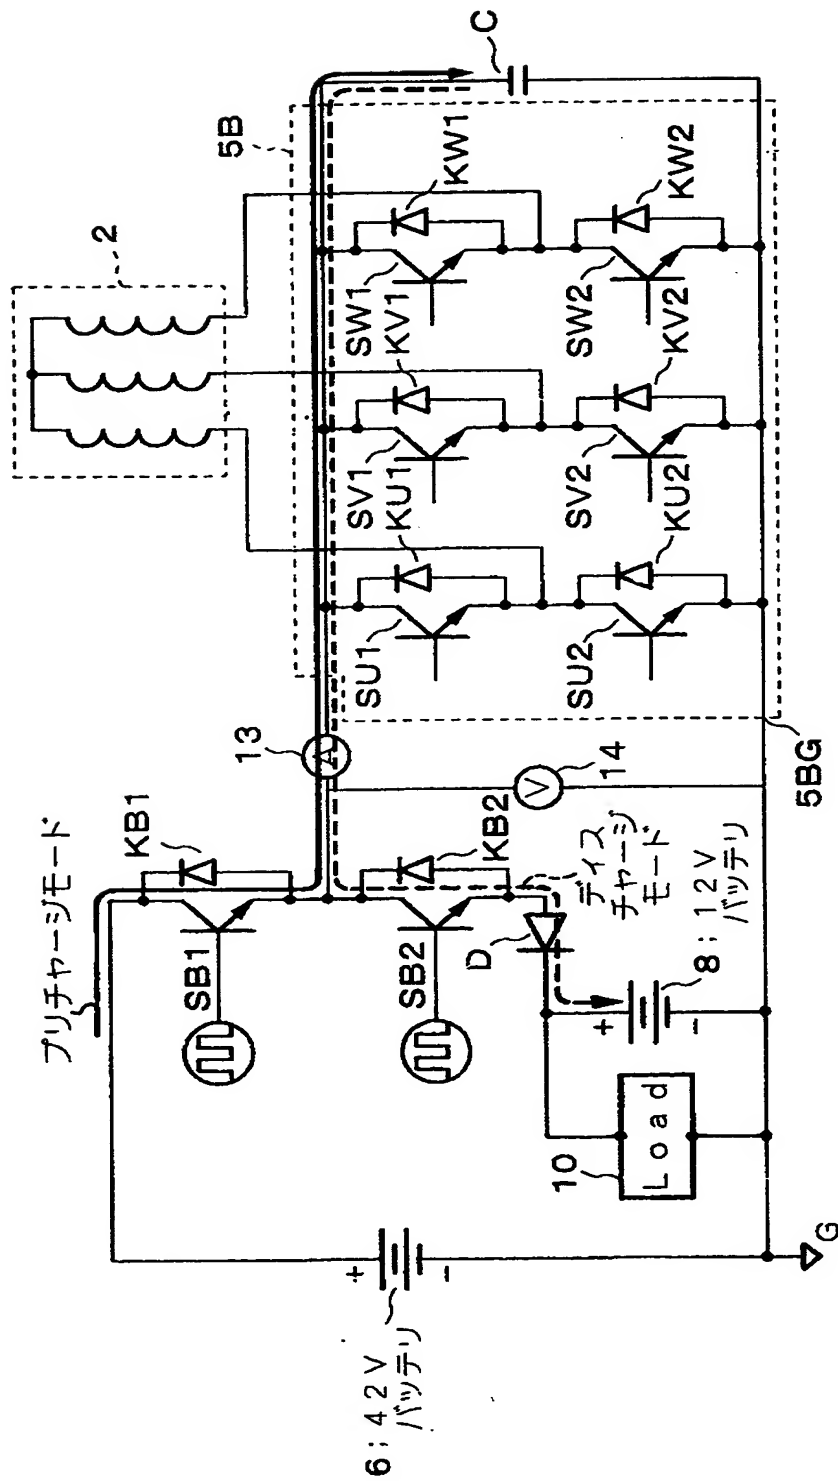 プリチャージモード
6:42V
バッテリ
+
-
SB1
KB1
SB2
KB2
D
ディス
チャージ
モード
8:12V
バッテリ
+
-
10
Load
G
13
A
14
V
5BG
5B
2
SU1
KU1
SV1
KV1
SW1
KW1
SU2
KU2
SV2
KV2
SW2
KW2
C